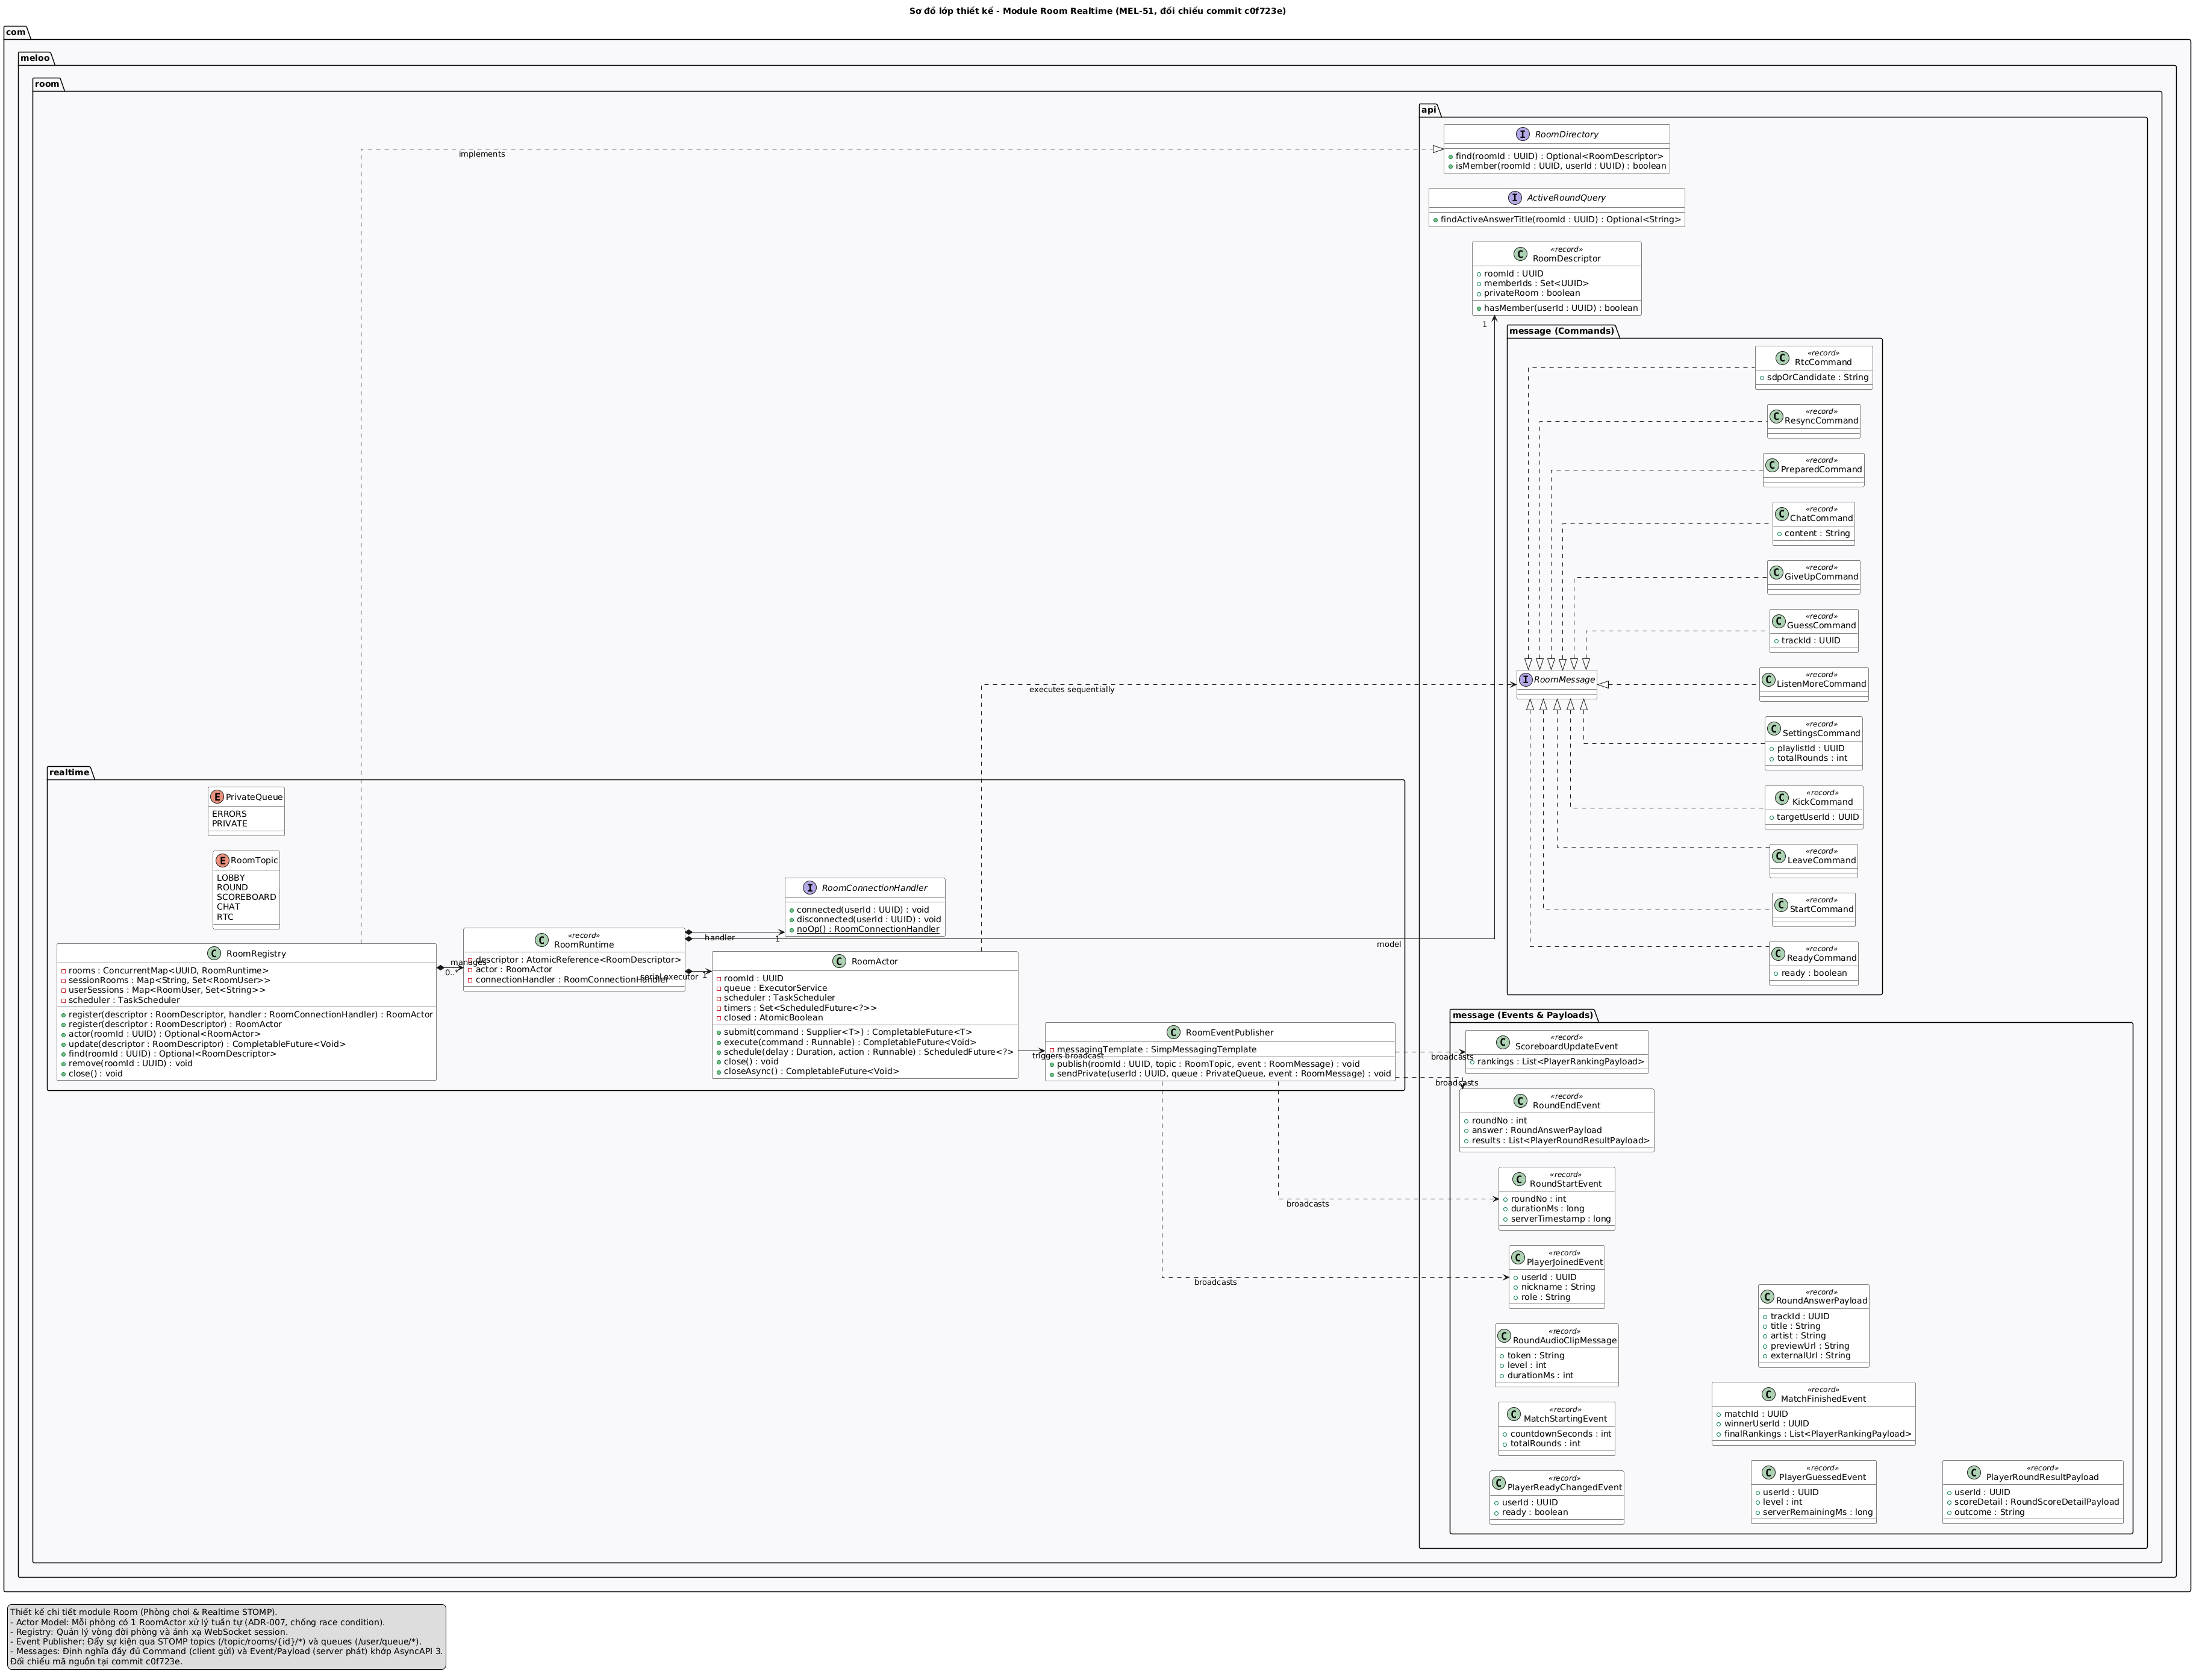 Sơ đồ lớp thiết kế - Module Room Realtime (MEL-51, đối chiếu commit c0f723e)
com
meloo
room
api
RoomDirectory
find(roomId : UUID) : Optional<RoomDescriptor>
isMember(roomId : UUID, userId : UUID) : boolean
implements
ActiveRoundQuery
findActiveAnswerTitle(roomId : UUID) : Optional<String>
«record»
RoomDescriptor
roomId : UUID
memberIds : Set<UUID>
privateRoom : boolean
hasMember(userId : UUID) : boolean
1
message (Commands)
«record»
RtcCommand
sdpOrCandidate : String
«record»
ResyncCommand
«record»
PreparedCommand
«record»
ChatCommand
content : String
«record»
GiveUpCommand
«record»
GuessCommand
trackId : UUID
RoomMessage
executes sequentially
«record»
ListenMoreCommand
«record»
SettingsCommand
playlistId : UUID
totalRounds : int
«record»
KickCommand
targetUserId : UUID
«record»
LeaveCommand
«record»
StartCommand
«record»
ReadyCommand
ready : boolean
realtime
PrivateQueue
ERRORS
PRIVATE
RoomTopic
LOBBY
ROUND
SCOREBOARD
CHAT
RTC
RoomRegistry
rooms : ConcurrentMap<UUID, RoomRuntime>
sessionRooms : Map<String, Set<RoomUser>>
userSessions : Map<RoomUser, Set<String>>
scheduler : TaskScheduler
register(descriptor : RoomDescriptor, handler : RoomConnectionHandler) : RoomActor
register(descriptor : RoomDescriptor) : RoomActor
actor(roomId : UUID) : Optional<RoomActor>
update(descriptor : RoomDescriptor) : CompletableFuture<Void>
find(roomId : UUID) : Optional<RoomDescriptor>
remove(roomId : UUID) : void
close() : void
manages
0..*
«record»
RoomRuntime
descriptor : AtomicReference<RoomDescriptor>
actor : RoomActor
connectionHandler : RoomConnectionHandler
handler
1
model
serial executor
1
RoomConnectionHandler
connected(userId : UUID) : void
disconnected(userId : UUID) : void
noOp() : RoomConnectionHandler
RoomActor
roomId : UUID
queue : ExecutorService
scheduler : TaskScheduler
timers : Set<ScheduledFuture<?>>
closed : AtomicBoolean
submit(command : Supplier<T>) : CompletableFuture<T>
execute(command : Runnable) : CompletableFuture<Void>
schedule(delay : Duration, action : Runnable) : ScheduledFuture<?>
close() : void
closeAsync() : CompletableFuture<Void>
triggers broadcast
RoomEventPublisher
messagingTemplate : SimpMessagingTemplate
publish(roomId : UUID, topic : RoomTopic, event : RoomMessage) : void
sendPrivate(userId : UUID, queue : PrivateQueue, event : RoomMessage) : void
broadcasts
broadcasts
broadcasts
broadcasts
message (Events & Payloads)
«record»
ScoreboardUpdateEvent
rankings : List<PlayerRankingPayload>
«record»
RoundEndEvent
roundNo : int
answer : RoundAnswerPayload
results : List<PlayerRoundResultPayload>
«record»
RoundStartEvent
roundNo : int
durationMs : long
serverTimestamp : long
«record»
PlayerJoinedEvent
userId : UUID
nickname : String
role : String
«record»
RoundAudioClipMessage
token : String
level : int
durationMs : int
«record»
MatchStartingEvent
countdownSeconds : int
totalRounds : int
«record»
PlayerReadyChangedEvent
userId : UUID
ready : boolean
«record»
RoundAnswerPayload
trackId : UUID
title : String
artist : String
previewUrl : String
externalUrl : String
«record»
MatchFinishedEvent
matchId : UUID
winnerUserId : UUID
finalRankings : List<PlayerRankingPayload>
«record»
PlayerGuessedEvent
userId : UUID
level : int
serverRemainingMs : long
«record»
PlayerRoundResultPayload
userId : UUID
scoreDetail : RoundScoreDetailPayload
outcome : String
Thiết kế chi tiết module Room (Phòng chơi & Realtime STOMP).
- Actor Model: Mỗi phòng có 1 RoomActor xử lý tuần tự (ADR-007, chống race condition).
- Registry: Quản lý vòng đời phòng và ánh xạ WebSocket session.
- Event Publisher: Đẩy sự kiện qua STOMP topics (/topic/rooms/{id}/*) và queues (/user/queue/*).
- Messages: Định nghĩa đầy đủ Command (client gửi) và Event/Payload (server phát) khớp AsyncAPI 3.
Đối chiếu mã nguồn tại commit c0f723e.